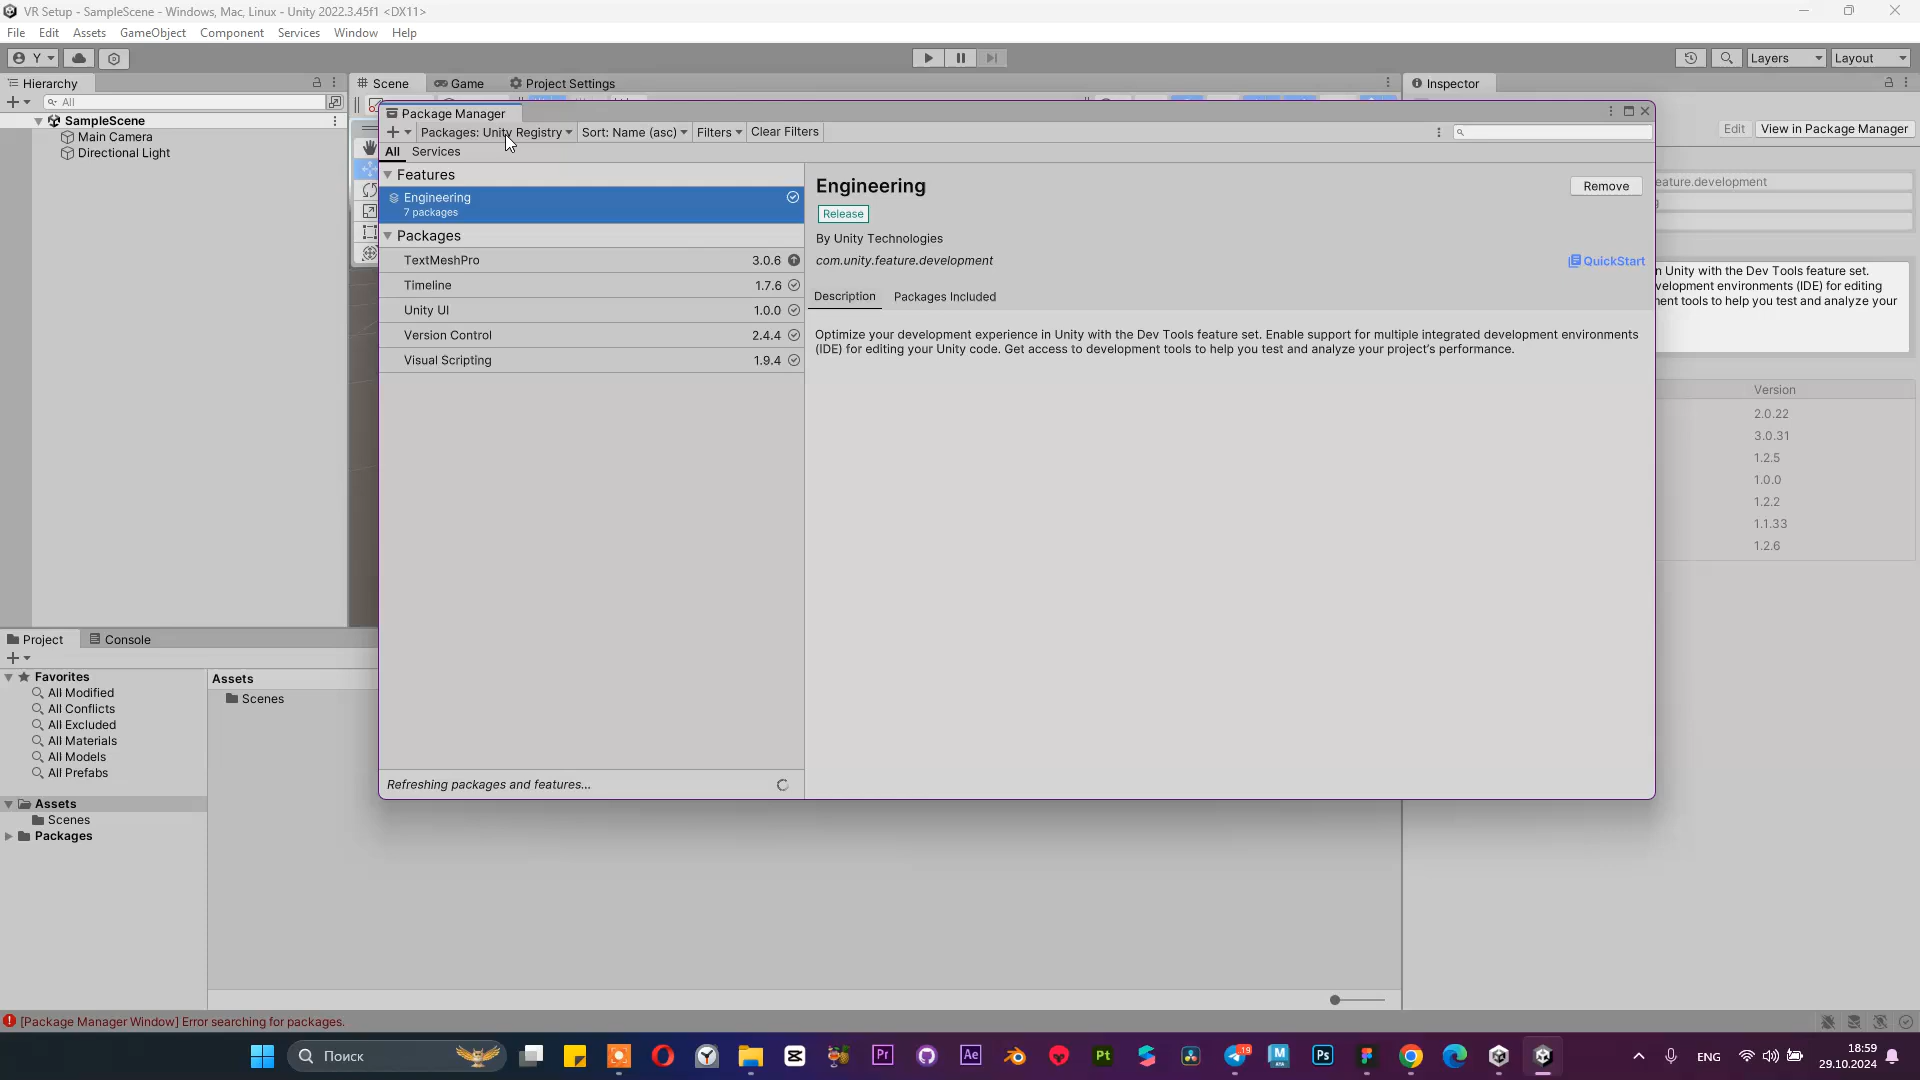 VR Setup - SampleScene - Windows, Mac, Linux - Unity 2022.3.45f1 <DX11>
File Edit Assets GameObject Component Services Window Help
Y
Layers
Layout
Hierarchy
All
SampleScene
Main Camera
Directional Light
Scene
Game
Project Settings
Package Manager
Packages: Unity Registry
Sort: Name (asc)
Filters
Clear Filters
All Services
Features
Engineering
7 packages
Packages
TextMeshPro 3.0.6
Timeline 1.7.6
Unity UI 1.0.0
Version Control 2.4.4
Visual Scripting 1.9.4
Refreshing packages and features...
Engineering
Remove
Release
By Unity Technologies
com.unity.feature.development
QuickStart
Description Packages Included
Optimize your development experience in Unity with the Dev Tools feature set. Enable support for multiple integrated development environments
(IDE) for editing your Unity code. Get access to development tools to help you test and analyze your project's performance.
Inspector
Edit View in Package Manager
eature.development
n Unity with the Dev Tools feature set.
velopment environments (IDE) for editing
ent tools to help you test and analyze your
Version
2.0.22
3.0.31
1.2.5
1.0.0
1.2.2
1.1.33
1.2.6
Project
Console
Favorites
All Modified
All Conflicts
All Excluded
All Materials
All Models
All Prefabs
Assets
Scenes
Packages
Assets
Scenes
[Package Manager Window] Error searching for packages.
Поиск
Pr
Ae
Pt
19
M
Ps
ENG
18:59
29.10.2024